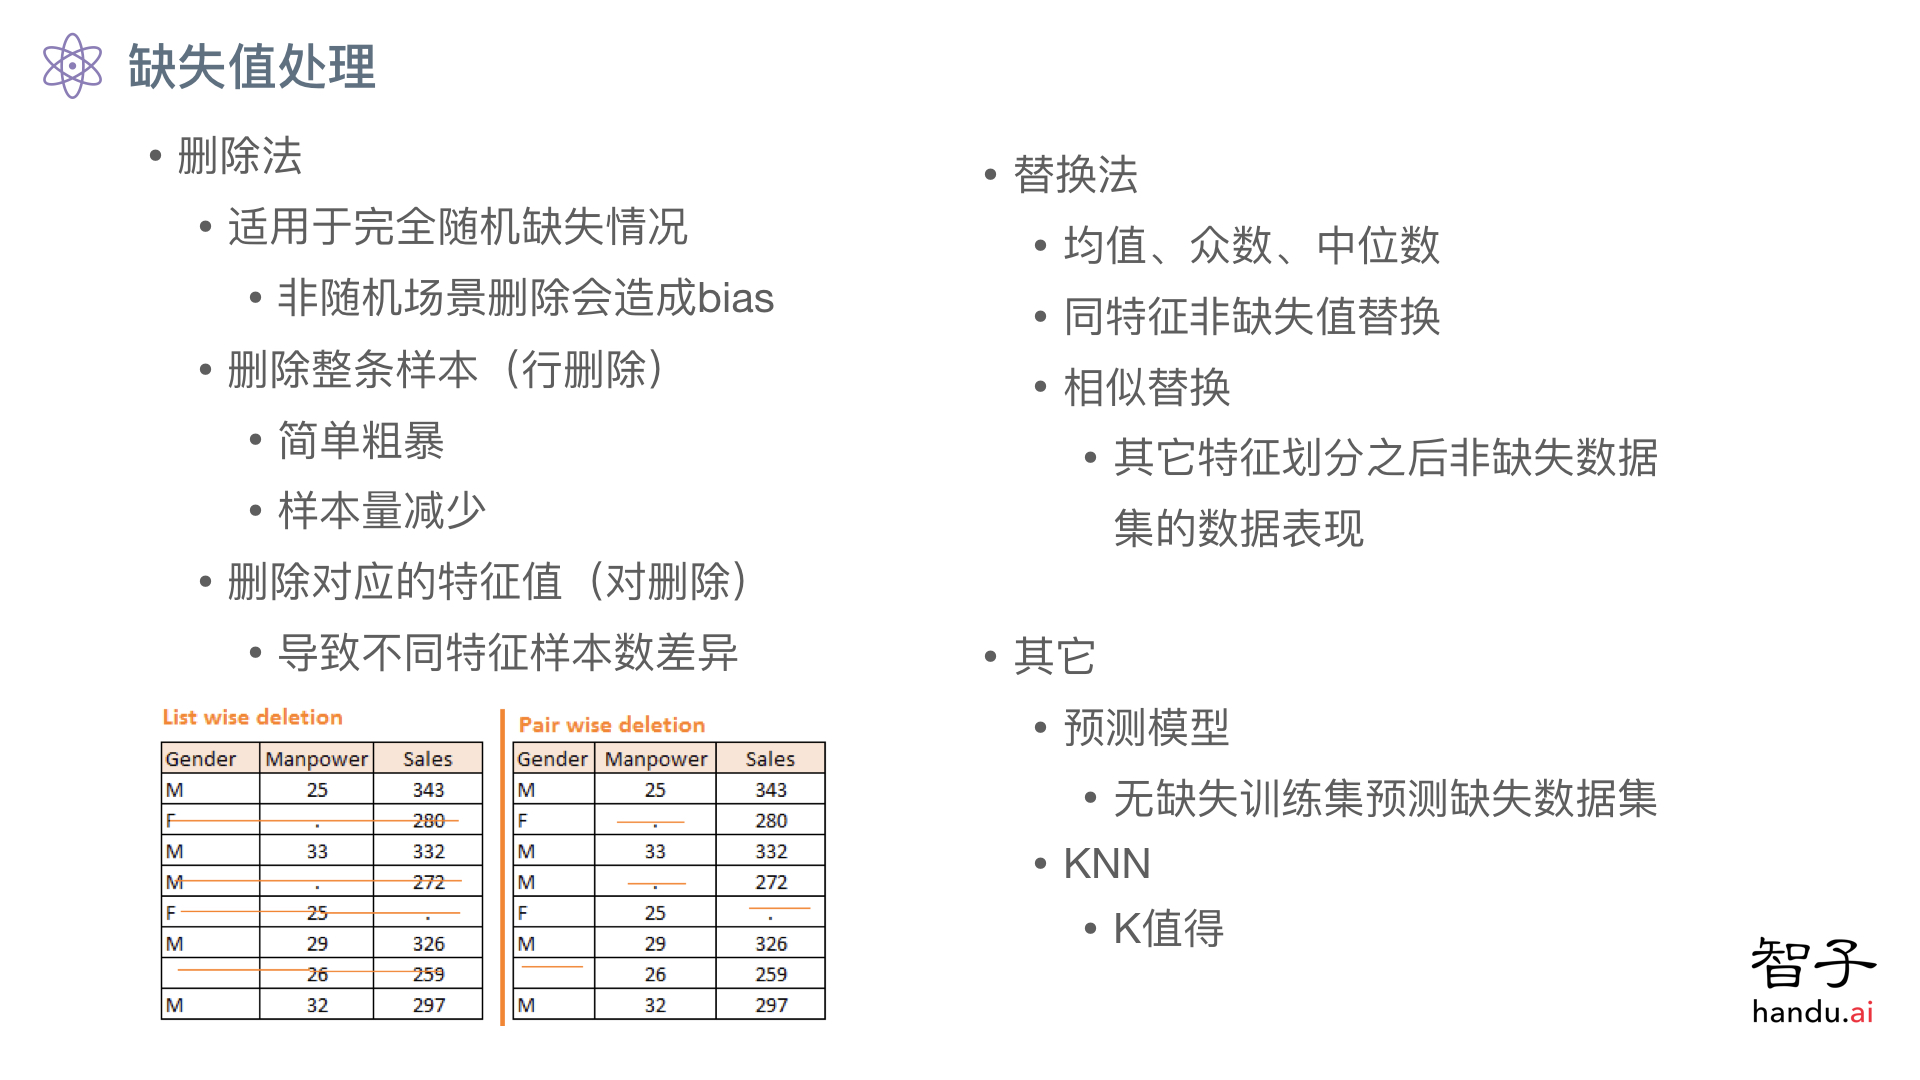 缺失值处理
• 删除法
• 适用于完全随机缺失情况
• 非随机场景删除会造成bias
• 删除整条样本（行删除）
• 简单粗暴
• 样本量减少
• 删除对应的特征值（对删除）
• 导致不同特征样本数差异
List wise deletion
Gender Manpower Sales
M 25 343
F . 280
M 33 332
M . 272
F 25 .
M 29 326
26 259
M 32 297
Pair wise deletion
Gender Manpower Sales
M 25 343
F . 280
M 33 332
M . 272
F 25 .
M 29 326
26 259
M 32 297
• 替换法
• 均值、众数、中位数
• 同特征非缺失值替换
• 相似替换
• 其它特征划分之后非缺失数据
集的数据表现
• 其它
• 预测模型
• 无缺失训练集预测缺失数据集
• KNN
• K值得
智子
handu.ai